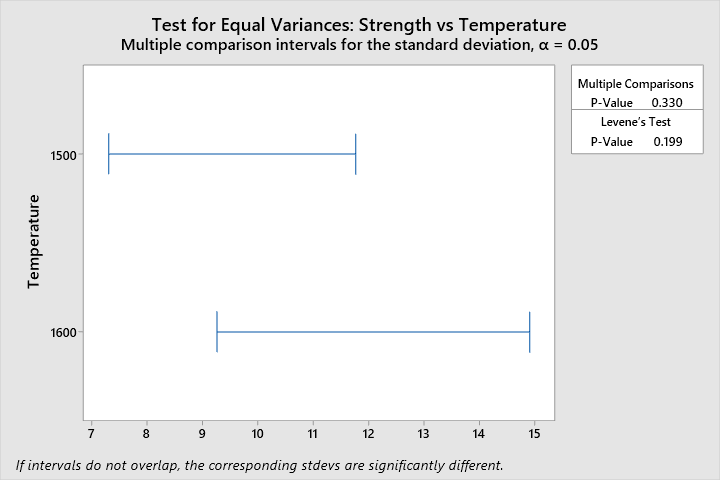 Test for Equal Variances: Strength vs Temperature
Multiple comparison intervals for the standard deviation, α = 0.05
Multiple Comparisons
P-Value 0.330
Levene's Test
P-Value 0.199
Temperature
1500
1600
7 8 9 10 11 12 13 14 15
If intervals do not overlap, the corresponding stdevs are significantly different.